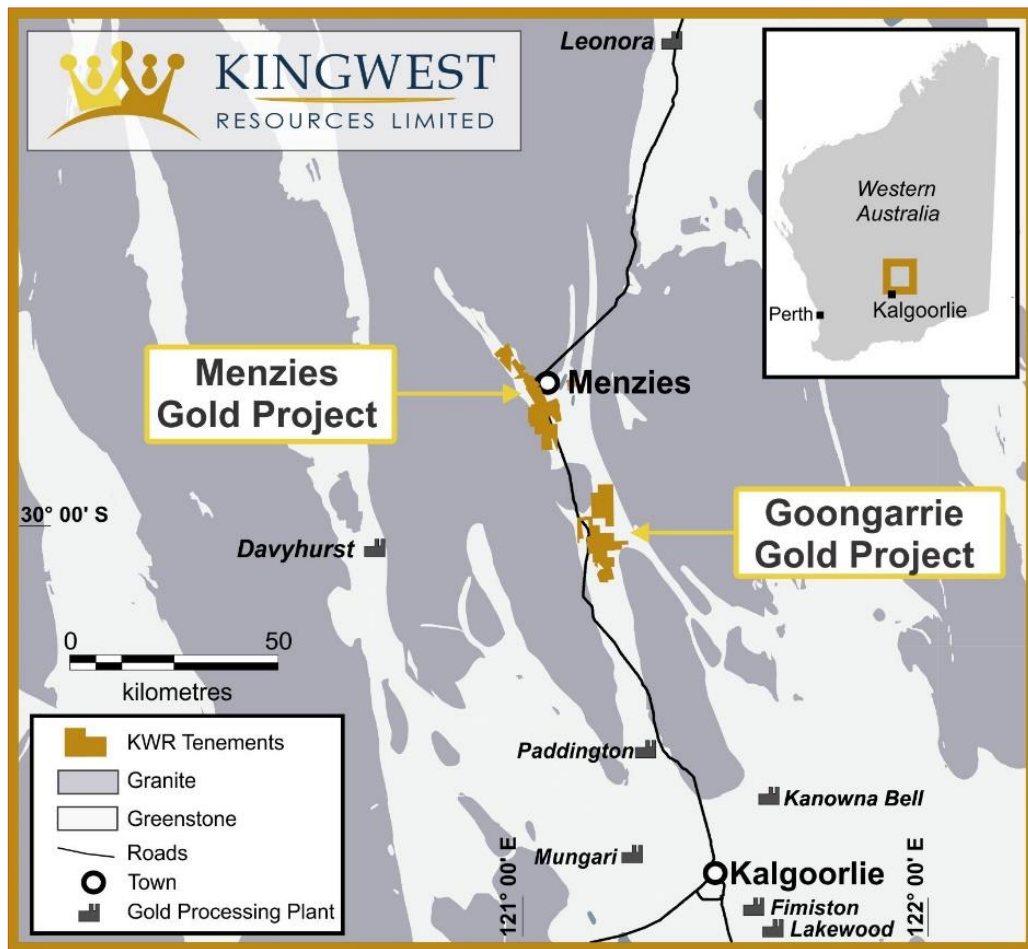 KINGWEST
RESOURCES LIMITED
Leonora
Western
Australia
Perth
Kalgoorlie
Menzies
Gold Project
Menzies
30° 00' S
Davyhurst
Goongarrie
Gold Project
0 50
kilometres
KWR Tenements
Granite
Greenstone
Roads
Town
Gold Processing Plant
Paddington
Kanowna Bell
Mungari
Kalgoorlie
Fimiston
Lakewood
121° 00' E
122° 00' E